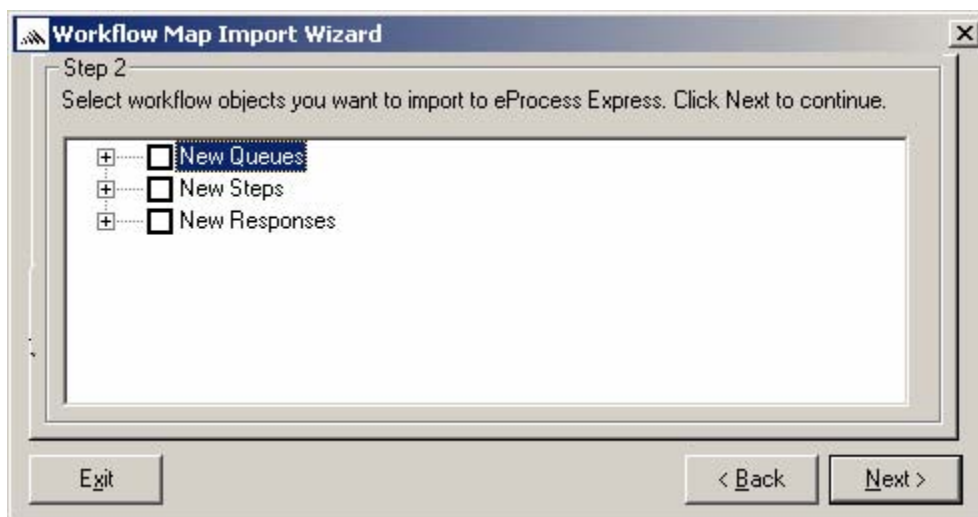 Workflow Map Import Wizard
Step 2
Select workflow objects you want to import to eProcess Express. Click Next to continue.
New Queues
New Steps
New Responses
Exit
< Back
Next >